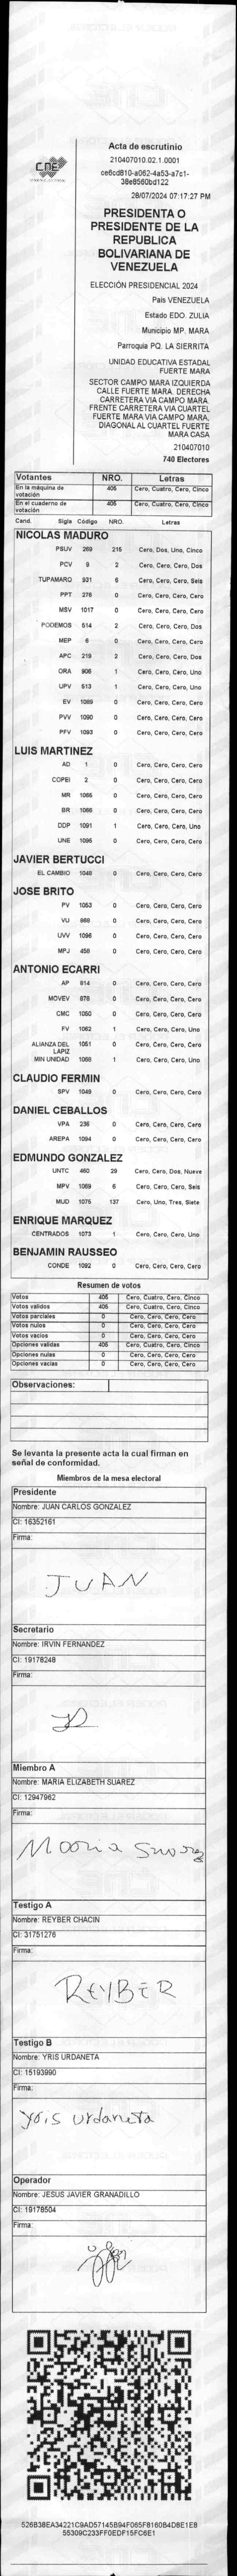 CNE
Acta de escrutinio
210407010.02.1.0001
ce6cd810-a062-4a53-a7c1-
38e8560bd122
28/07/2024 07:17:27 PM
PRESIDENTA O
PRESIDENTE DE LA
REPUBLICA
BOLIVARIANA DE
VENEZUELA
ELECCIÓN PRESIDENCIAL 2024
País VENEZUELA
Estado EDO. ZULIA
Municipio MP. MARA
Parroquia PQ. LA SIERRITA
UNIDAD EDUCATIVA ESTADAL
FUERTE MARA
SECTOR CAMPO MARA IZQUIERDA
CALLE FUERTE MARA. DERECHA
CARRETERA VIA CAMPO MARA.
FRENTE CARRETERA VIA CUARTEL
FUERTE MARA VIA CAMPO MARA,
DIAGONAL AL CUARTEL FUERTE
MARA CASA
210407010
740 Electores
Votantes NRO. Letras
En la máquina de votación 405 Cero, Cuatro, Cero, Cinco
En el cuaderno de votación 405 Cero, Cuatro, Cero, Cinco
Cand. Sigla Código NRO. Letras
NICOLAS MADURO
PSUV 269 215 Cero, Dos, Uno, Cinco
PCV 9 2 Cero, Cero, Cero, Dos
TUPAMARO 931 6 Cero, Cero, Cero, Seis
PPT 276 0 Cero, Cero, Cero, Cero
MSV 1017 0 Cero, Cero, Cero, Cero
PODEMOS 514 2 Cero, Cero, Cero, Dos
MEP 6 0 Cero, Cero, Cero, Cero
APC 219 2 Cero, Cero, Cero, Dos
ORA 906 1 Cero, Cero, Cero, Uno
UPV 513 1 Cero, Cero, Cero, Uno
EV 1089 0 Cero, Cero, Cero, Cero
PVV 1090 0 Cero, Cero, Cero, Cero
PFV 1093 0 Cero, Cero, Cero, Cero
LUIS MARTINEZ
AD 1 0 Cero, Cero, Cero, Cero
COPEI 2 0 Cero, Cero, Cero, Cero
MR 1065 0 Cero, Cero, Cero, Cero
BR 1066 0 Cero, Cero, Cero, Cero
DDP 1091 1 Cero, Cero, Cero, Uno
UNE 1095 0 Cero, Cero, Cero, Cero
JAVIER BERTUCCI
EL CAMBIO 1048 0 Cero, Cero, Cero, Cero
JOSE BRITO
PV 1053 0 Cero, Cero, Cero, Cero
VU 868 0 Cero, Cero, Cero, Cero
UVV 1096 0 Cero, Cero, Cero, Cero
MPJ 458 0 Cero, Cero, Cero, Cero
ANTONIO ECARRI
AP 814 0 Cero, Cero, Cero, Cero
MOVEV 878 0 Cero, Cero, Cero, Cero
CMC 1050 0 Cero, Cero, Cero, Cero
FV 1062 1 Cero, Cero, Cero, Uno
ALIANZA DEL LAPIZ 1051 0 Cero, Cero, Cero, Cero
MIN UNIDAD 1068 1 Cero, Cero, Cero, Uno
CLAUDIO FERMIN
SPV 1049 0 Cero, Cero, Cero, Cero
DANIEL CEBALLOS
VPA 236 0 Cero, Cero, Cero, Cero
AREPA 1094 0 Cero, Cero, Cero, Cero
EDMUNDO GONZALEZ
UNTC 460 29 Cero, Cero, Dos, Nueve
MPV 1069 6 Cero, Cero, Cero, Seis
MUD 1075 137 Cero, Uno, Tres, Siete
ENRIQUE MARQUEZ
CENTRADOS 1073 1 Cero, Cero, Cero, Uno
BENJAMIN RAUSSEO
CONDE 1092 0 Cero, Cero, Cero, Cero
Resumen de votos
Votos 405 Cero, Cuatro, Cero, Cinco
Votos válidos 405 Cero, Cuatro, Cero, Cinco
Votos parciales 0 Cero, Cero, Cero, Cero
Votos nulos 0 Cero, Cero, Cero, Cero
Votos vacíos 0 Cero, Cero, Cero, Cero
Opciones validas 405 Cero, Cuatro, Cero, Cinco
Opciones nulas 0 Cero, Cero, Cero, Cero
Opciones vacías 0 Cero, Cero, Cero, Cero
Observaciones:
Se levanta la presente acta la cual firman en
señal de conformidad.
Miembros de la mesa electoral
Presidente
Nombre: JUAN CARLOS GONZALEZ
CI: 16352161
Firma:
JUAN
Secretario
Nombre: IRVIN FERNANDEZ
CI: 19178248
Firma:
Miembro A
Nombre: MARIA ELIZABETH SUAREZ
CI: 12947962
Firma:
Testigo A
Nombre: REYBER CHACIN
CI: 31751276
Firma:
REYBER
Testigo B
Nombre: YRIS URDANETA
CI: 15193990
Firma:
Yris Urdaneta
Operador
Nombre: JESUS JAVIER GRANADILLO
CI: 19178504
Firma:
526B38EA34221C9AD57145B94F065F8160B4D8E1E8
55309C233FF0EDF15FC6E1